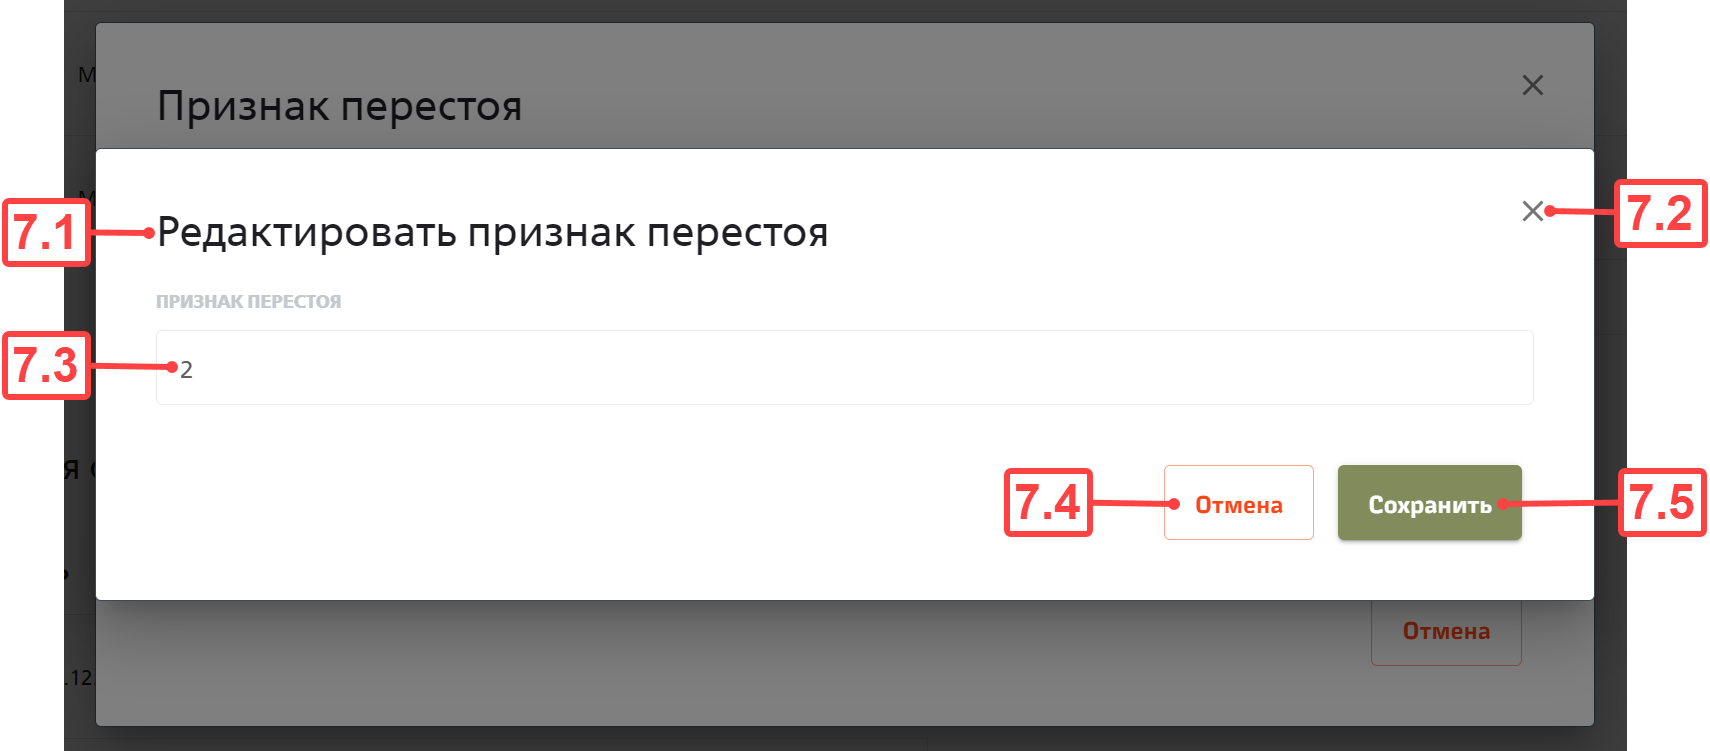 М
Признак перестоя
М
7.1
Редактировать признак перестоя
7.2
ПРИЗНАК ПЕРЕСТОЯ
7.3
2
я
7.4
Отмена
Сохранить
7.5
Отмена
.12.